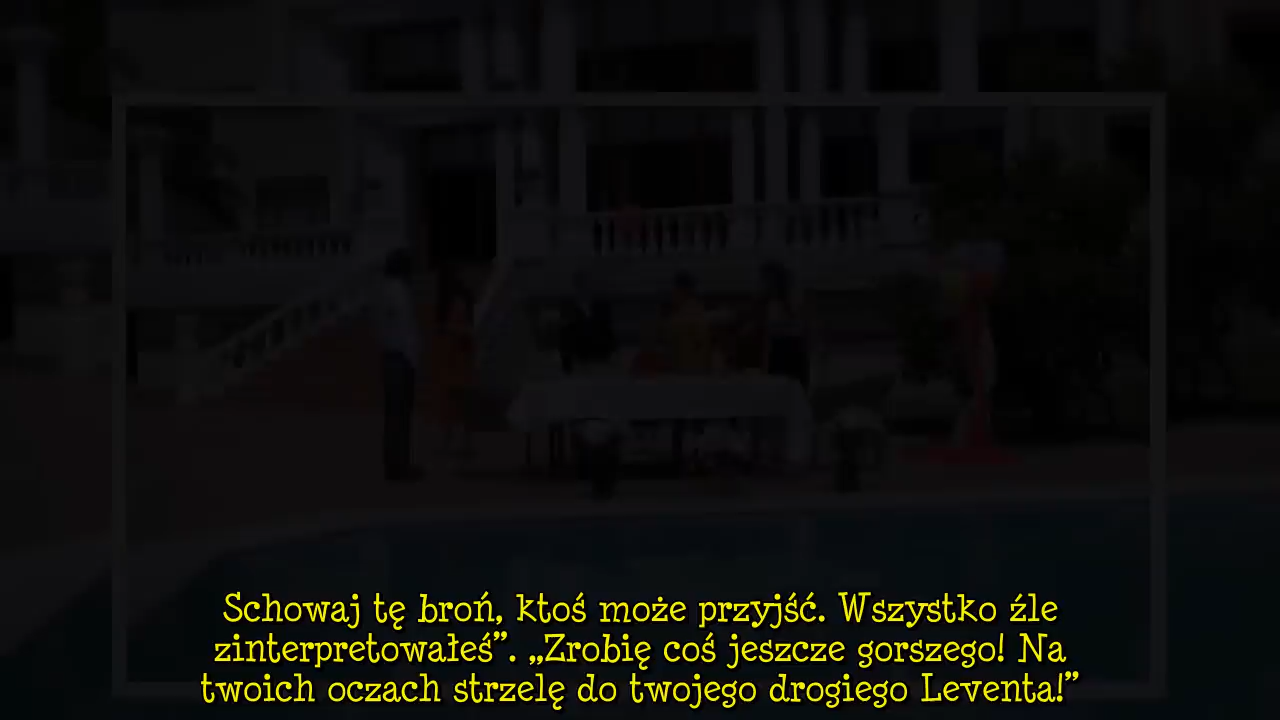 Schowaj tę broń, ktoś może przyjść. Wszystko źle
zinterpretowałeś”. „Zrobię coś jeszcze gorszego! Na
twoich oczach strzelę do twojego drogiego Leventa!”